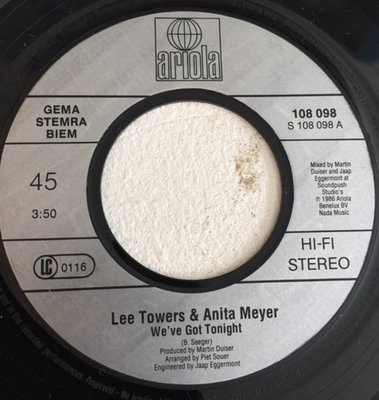 ariola
GEMA
STEMRA
BIEM
108 098
S 108 098 A
45
3:50
Mixed by Martin
Duiser and Jaap
Eggermont at
Soundpush
Studio's
℗ 1986 Ariola
Benelux BV
Nada Music
HI-FI
STEREO
LC 0116
Lee Towers & Anita Meyer
We've Got Tonight
(B. Seeger)
Produced by Martin Duiser
Arranged by Piet Souer
Engineered by Jaap Eggermont